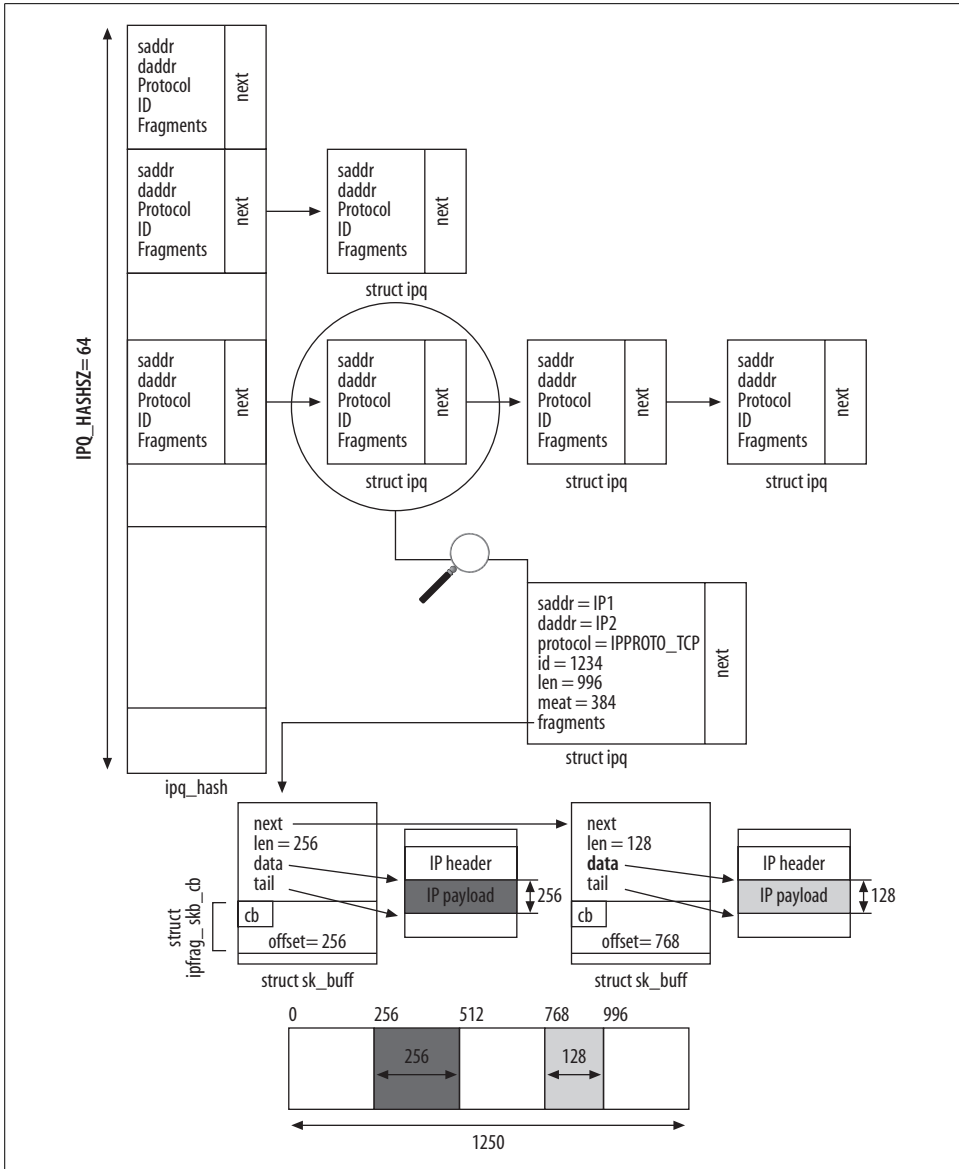 saddr
daddr
Protocol
ID
Fragments
next
saddr
daddr
Protocol
ID
Fragments
next
saddr
daddr
Protocol
ID
Fragments
next
struct ipq
IPQ_HASHSZ= 64
saddr
daddr
Protocol
ID
Fragments
next
saddr
daddr
Protocol
ID
Fragments
next
struct ipq
saddr
daddr
Protocol
ID
Fragments
next
struct ipq
saddr
daddr
Protocol
ID
Fragments
next
struct ipq
saddr = IP1
daddr = IP2
protocol = IPPROTO_TCP
id = 1234
len = 996
meat = 384
fragments
next
struct ipq
ipq_hash
next
len = 256
data
tail
cb
offset= 256
struct
ipfrag_skb_cb
struct sk_buff
IP header
IP payload
256
next
len = 128
data
tail
cb
offset= 768
struct sk_buff
IP header
IP payload
128
0 256 512 768 996
256
128
1250